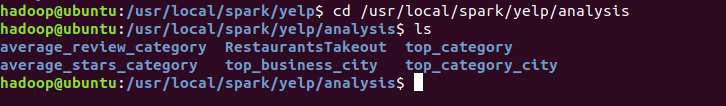 hadoop@ubuntu:/usr/local/spark/yelp$ cd /usr/local/spark/yelp/analysis
hadoop@ubuntu:/usr/local/spark/yelp/analysis$ ls
average_review_category  RestaurantsTakeout  top_category
average_stars_category   top_business_city   top_category_city
hadoop@ubuntu:/usr/local/spark/yelp/analysis$